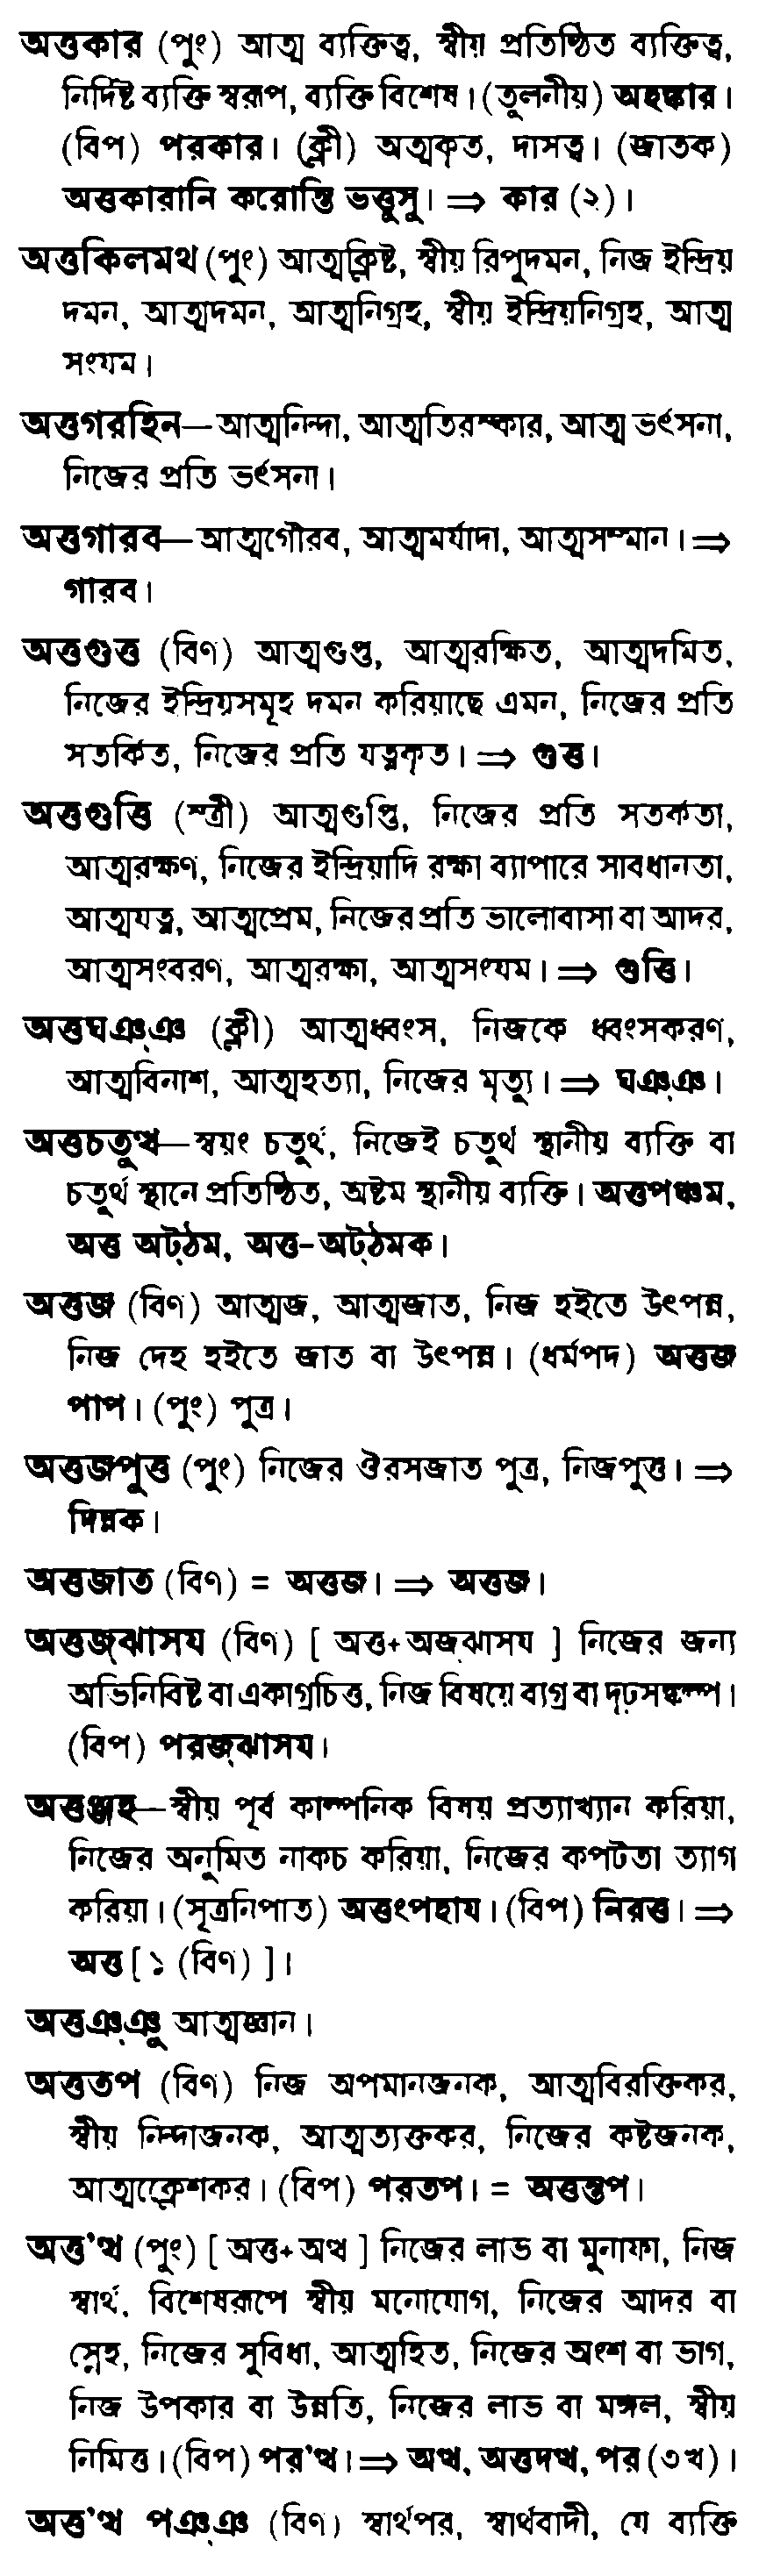 অত্তকার (পুং) আত্ম ব্যক্তিত্ব, স্বীয় প্রতিষ্ঠিত ব্যক্তিত্ব,
নির্দিষ্ট ব্যক্তি স্বরূপ, ব্যক্তি বিশেষ। (তুলনীয়) অহঙ্কার।
(বিপ) পরকার। (ক্লী) অত্মকৃত, দাসত্ব। (জাতক)
অত্তকারানি করোন্তি ভত্তুসু। ⇒ কার (২)।
অত্তকিলমথ (পুং) আত্মক্লিষ্ট, স্বীয় রিপুদমন, নিজ ইন্দ্রিয়
দমন, আত্মদমন, আত্মনিগ্রহ, স্বীয় ইন্দ্রিয়নিগ্রহ, আত্ম
সংযম।
অত্তগরহিন—আত্মনিন্দা, আত্মতিরস্কার, আত্ম ভর্ৎসনা,
নিজের প্রতি ভর্ৎসনা।
অত্তগারব—আত্মগৌরব, আত্মমর্যাদা, আত্মসম্মান। ⇒
গারব।
অত্তগুত্ত (বিণ) আত্মগুপ্ত, আত্মরক্ষিত, আত্মদমিত,
নিজের ইন্দ্রিয়সমূহ দমন করিয়াছে এমন, নিজের প্রতি
সতর্কিত, নিজের প্রতি যত্নকৃত। ⇒ গুত্ত।
অত্তগুত্তি (স্ত্রী) আত্মগুপ্তি, নিজের প্রতি সতর্কতা,
আত্মরক্ষণ, নিজের ইন্দ্রিয়াদি রক্ষা ব্যাপারে সাবধানতা,
আত্মযত্ন, আত্মপ্রেম, নিজের প্রতি ভালোবাসা বা আদর,
আত্মসংবরণ, আত্মরক্ষা, আত্মসংযম। ⇒ গুত্তি।
অত্তঘঞ্‌ঞ (ক্লী) আত্মধ্বংস, নিজকে ধ্বংসকরণ,
আত্মবিনাশ, আত্মহত্যা, নিজের মৃত্যু। ⇒ ঘঞ্‌ঞ।
অত্তচতুত্থ—স্বয়ং চতুর্থ, নিজেই চতুর্থ স্থানীয় ব্যক্তি বা
চতুর্থ স্থানে প্রতিষ্ঠিত, অষ্টম স্থানীয় ব্যক্তি। অত্তপঞ্চম,
অত্ত অট্‌ঠম, অত্ত-অট্‌ঠমক।
অত্তজ (বিণ) আত্মজ, আত্মজাত, নিজ হইতে উৎপন্ন,
নিজ দেহ হইতে জাত বা উৎপন্ন। (ধর্মপদ) অত্তজ
পাপ। (পুং) পুত্র।
অত্তজপুত্ত (পুং) নিজের ঔরসজাত পুত্র, নিজপুত্ত। ⇒
দিন্নক।
অত্তজাত (বিণ) = অত্তজ। ⇒ অত্তজ।
অত্তজ্‌ঝাসয (বিণ) [ অত্ত+অজ্‌ঝাসয ] নিজের জন্য
অভিনিবিষ্ট বা একাগ্রচিত্ত, নিজ বিষয়ে ব্যগ্র বা দৃঢ়সঙ্কল্প।
(বিপ) পরজ্‌ঝাসয।
অত্তঞ্জহ—স্বীয় পূর্ব কাল্পনিক বিষয় প্রত্যাখ্যান করিয়া,
নিজের অনুমিত নাকচ করিয়া, নিজের কপটতা ত্যাগ
করিয়া। (সূত্রনিপাত) অত্তংপহায। (বিপ) নিরত্ত। ⇒
অত্ত [১ (বিণ) ]।
অত্তঞ্‌ঞু আত্মজ্ঞান।
অত্ততপ (বিণ) নিজ অপমানজনক, আত্মবিরক্তিকর,
স্বীয় নিন্দাজনক, আত্মত্যক্তকর, নিজের কষ্টজনক,
আত্মক্লেশকর। (বিপ) পরতপ। = অত্তন্তপ।
অত্ত'ত্থ (পুং) [ অত্ত+অত্থ ] নিজের লাভ বা মুনাফা, নিজ
স্বার্থ, বিশেষরূপে স্বীয় মনোযোগ, নিজের আদর বা
স্নেহ, নিজের সুবিধা, আত্মহিত, নিজের অংশ বা ভাগ,
নিজ উপকার বা উন্নতি, নিজের লাভ বা মঙ্গল, স্বীয়
নিমিত্ত। (বিপ) পর'ত্থ। ⇒ অত্থ, অত্তদত্থ, পর (৩খ)।
অত্ত'ত্থ পঞ্‌ঞ (বিণ) স্বার্থপর, স্বার্থবাদী, যে ব্যক্তি